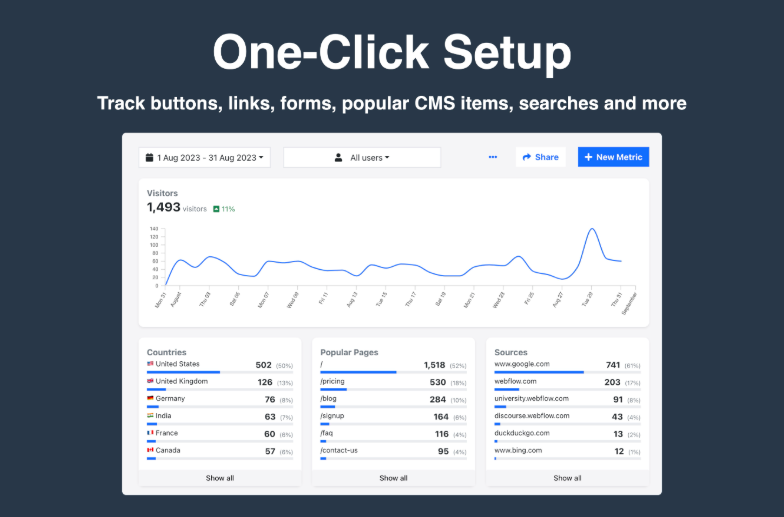 One-Click Setup
Track buttons, links, forms, popular CMS items, searches and more
1 Aug 2023 - 31 Aug 2023
All users
Share
New Metric
Visitors
1,493 visitors 11%
140
120
100
80
60
40
20
0
Mon 31
August
Thu 03
Sat 05
Mon 07
Wed 09
Fri 11
Aug 13
Tue 15
Thu 17
Sat 19
Mon 21
Wed 23
Fri 25
Aug 27
Tue 29
Thu 31
September
Countries
United States 502 (50%)
United Kingdom 126 (13%)
Germany 76 (8%)
India 63 (7%)
France 60 (6%)
Canada 57 (6%)
Show all
Popular Pages
/ 1,518 (52%)
/pricing 530 (18%)
/blog 284 (10%)
/signup 164 (6%)
/faq 116 (4%)
/contact-us 95 (4%)
Show all
Sources
www.google.com 741 (61%)
webflow.com 203 (17%)
university.webflow.com 91 (8%)
discourse.webflow.com 43 (4%)
duckduckgo.com 13 (2%)
www.bing.com 12 (1%)
Show all